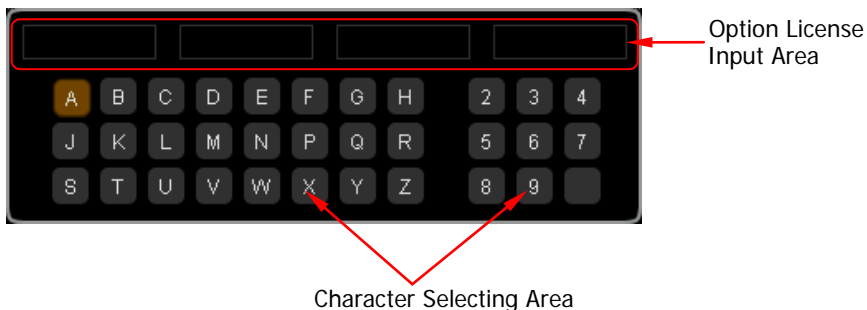 Option License
Input Area
A B C D E F G H 2 3 4
J K L M N P Q R 5 6 7
S T U V W X Y Z 8 9
Character Selecting Area